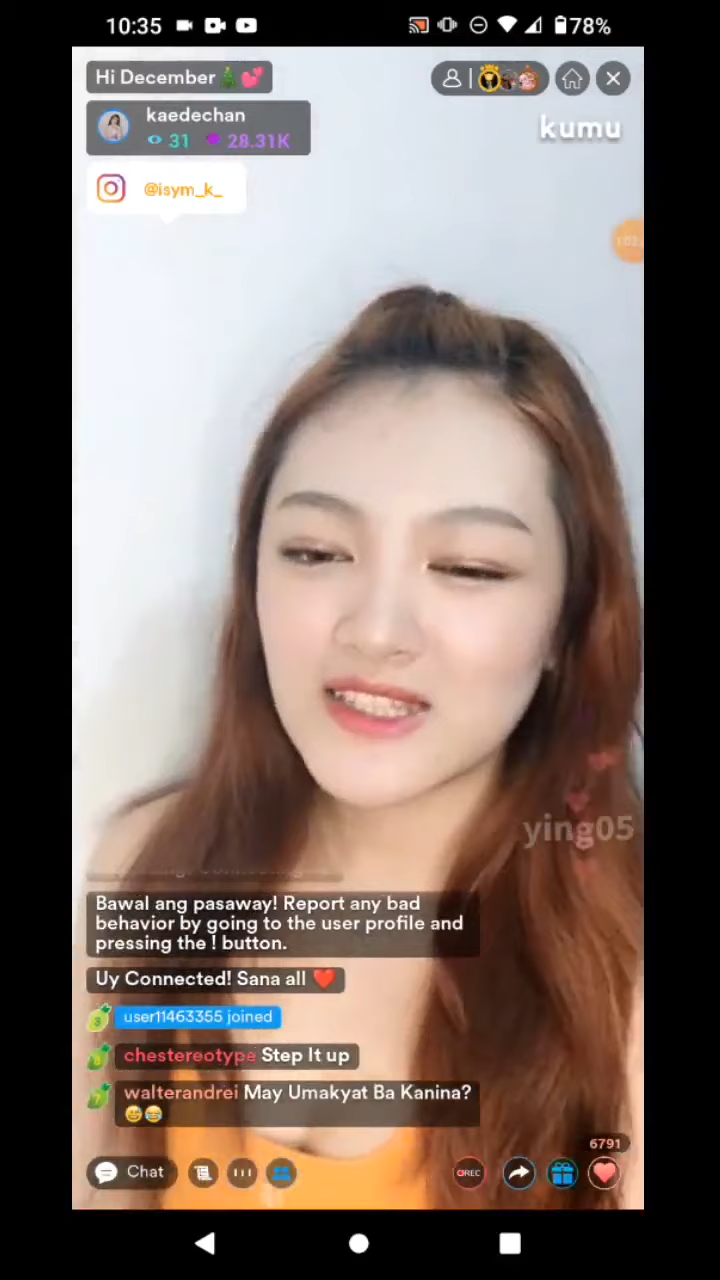 10:35
78%
Hi December
kaedechan
31 28.31K
kumu
@isym_k_
ying05
Bawal ang pasaway! Report any bad
behavior by going to the user profile and
pressing the ! button.
Uy Connected! Sana all
user11463355 joined
chestereotype Step It up
walterandrei May Umakyat Ba Kanina?
6791
Chat
REC